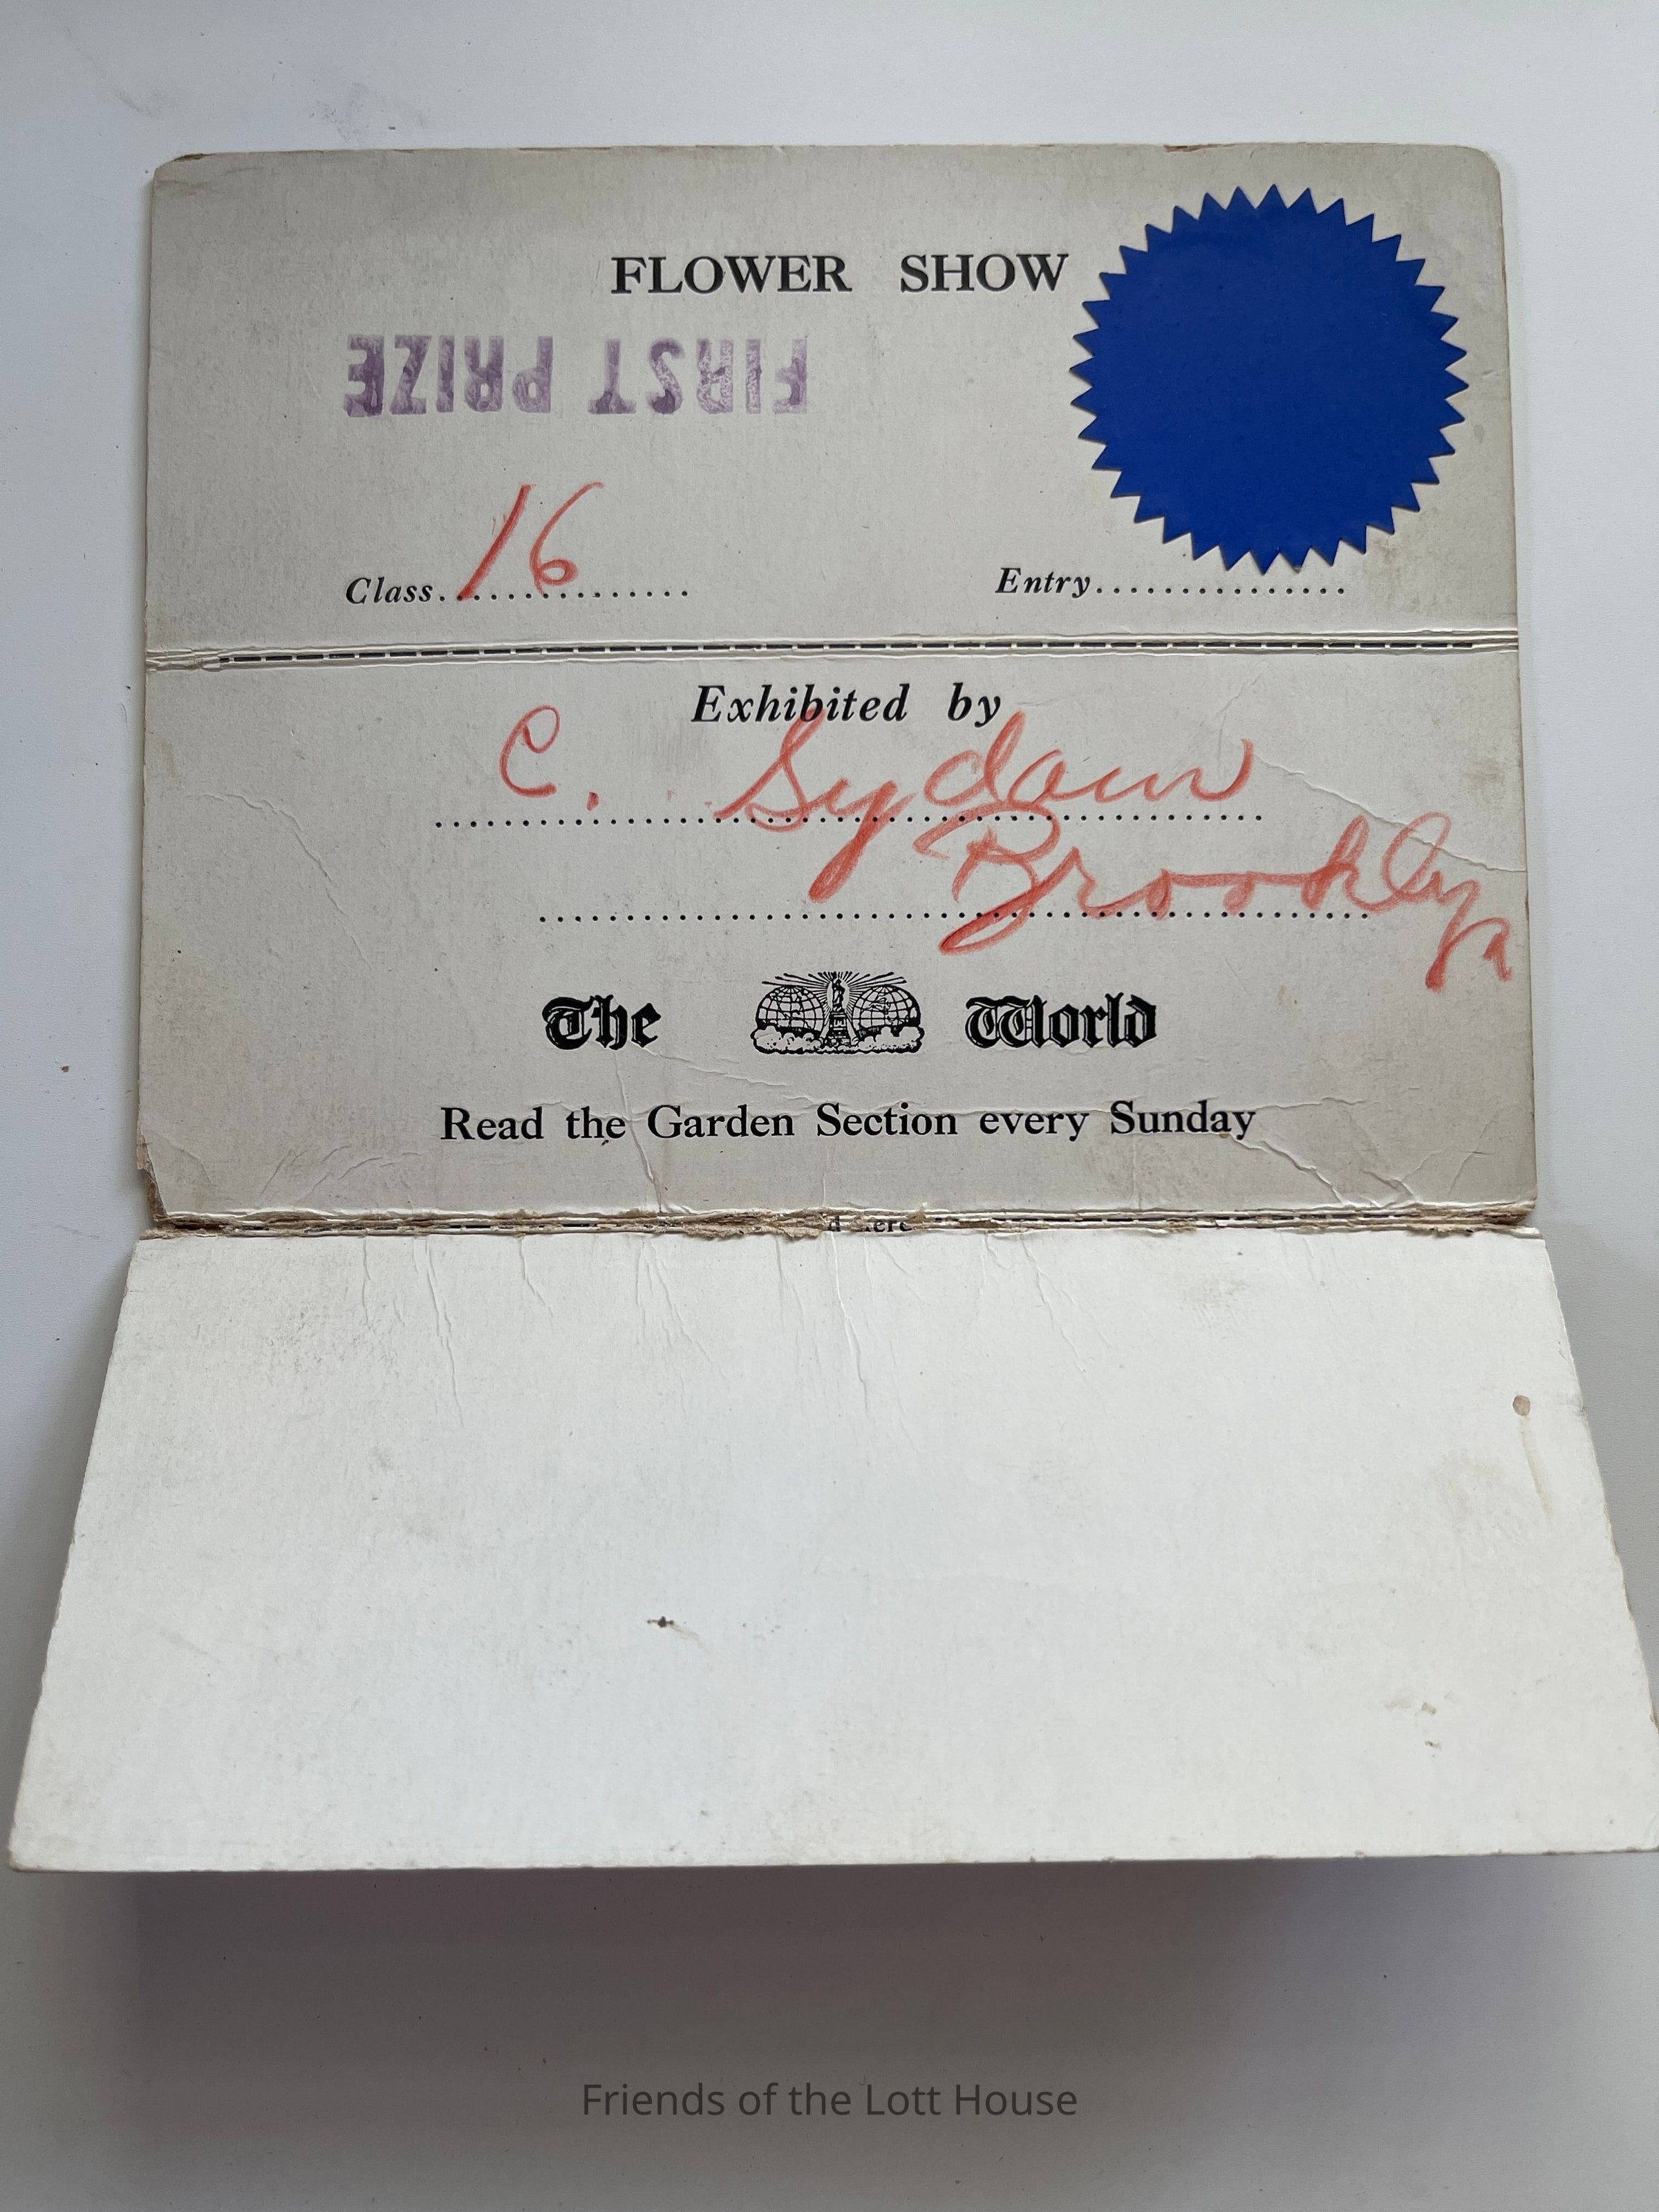 FLOWER SHOW
FIRST PRIZE
Class. 16
Entry
Exhibited by
C. Sydam
Brooklyn
The World
Read the Garden Section every Sunday
Friends of the Lott House